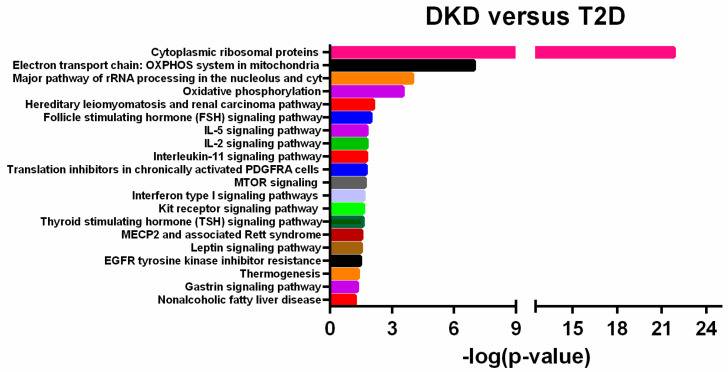 DKD versus T2D
Cytoplasmic ribosomal proteins
Electron transport chain: OXPHOS system in mitochondria
Major pathway of rRNA processing in the nucleolus and cyt
Oxidative phosphorylation
Hereditary leiomyomatosis and renal carcinoma pathway
Follicle stimulating hormone (FSH) signaling pathway
IL-5 signaling pathway
IL-2 signaling pathway
Interleukin-11 signaling pathway
Translation inhibitors in chronically activated PDGFRA cells
MTOR signaling
Interferon type I signaling pathways
Kit receptor signaling pathway
Thyroid stimulating hormone (TSH) signaling pathway
MECP2 and associated Rett syndrome
Leptin signaling pathway
EGFR tyrosine kinase inhibitor resistance
Thermogenesis
Gastrin signaling pathway
Nonalcoholic fatty liver disease
0 3 6 9 15 18 21 24
-log(p-value)